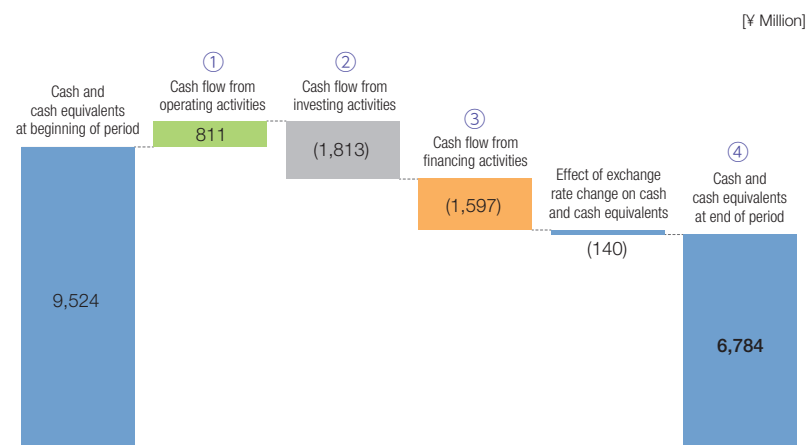 [¥ Million]
Cash and
cash equivalents
at beginning of period
9,524
①
Cash flow from
operating activities
811
②
Cash flow from
investing activities
(1,813)
③
Cash flow from
financing activities
(1,597)
Effect of exchange
rate change on cash
and cash equivalents
(140)
④
Cash and
cash equivalents
at end of period
6,784